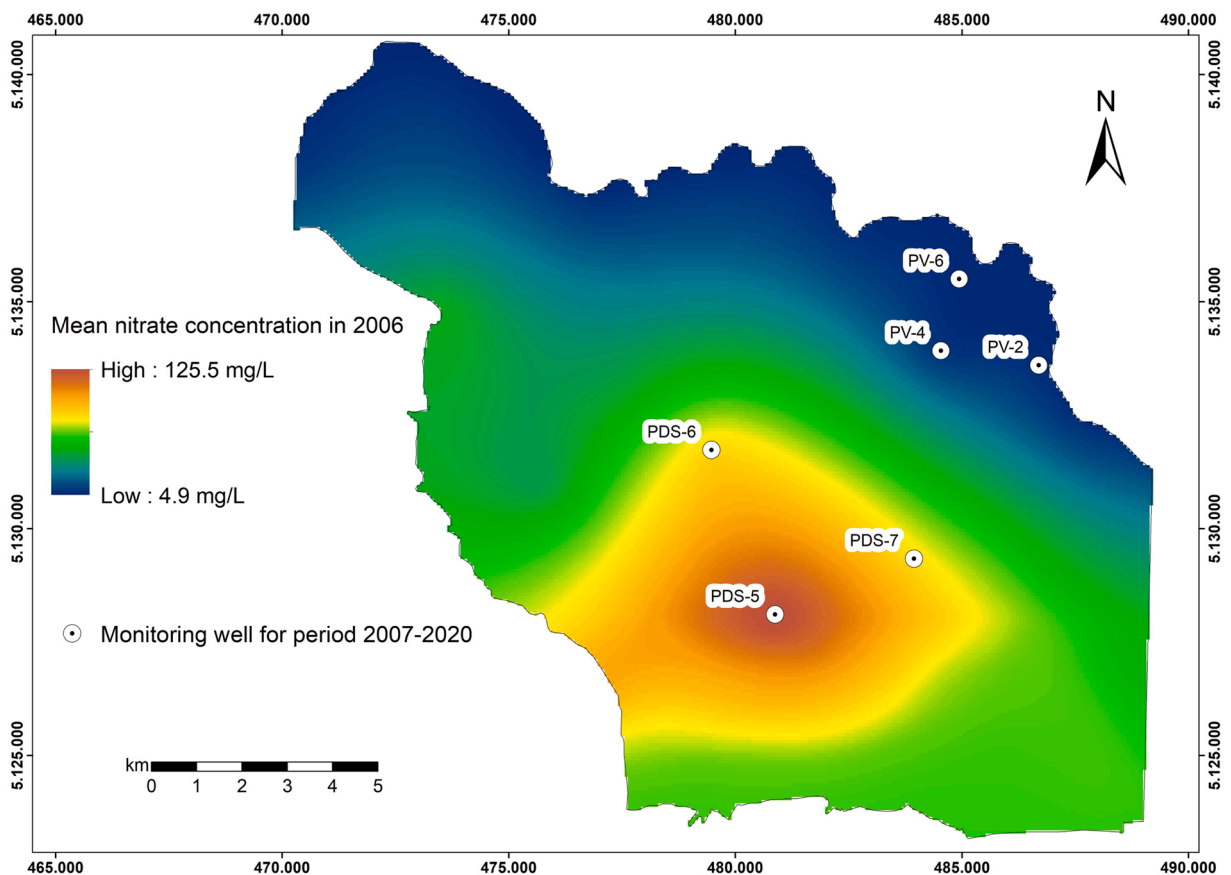 465.000 470.000 475.000 480.000 485.000 490.000
5.140.000 5.140.000
N
PV-6
5.135.000 5.135.000
Mean nitrate concentration in 2006
PV-4
PV-2
High : 125.5 mg/L
PDS-6
Low : 4.9 mg/L
5.130.000 5.130.000
PDS-7
PDS-5
Monitoring well for period 2007-2020
5.125.000 5.125.000
km
0 1 2 3 4 5
465.000 470.000 475.000 480.000 485.000 490.000